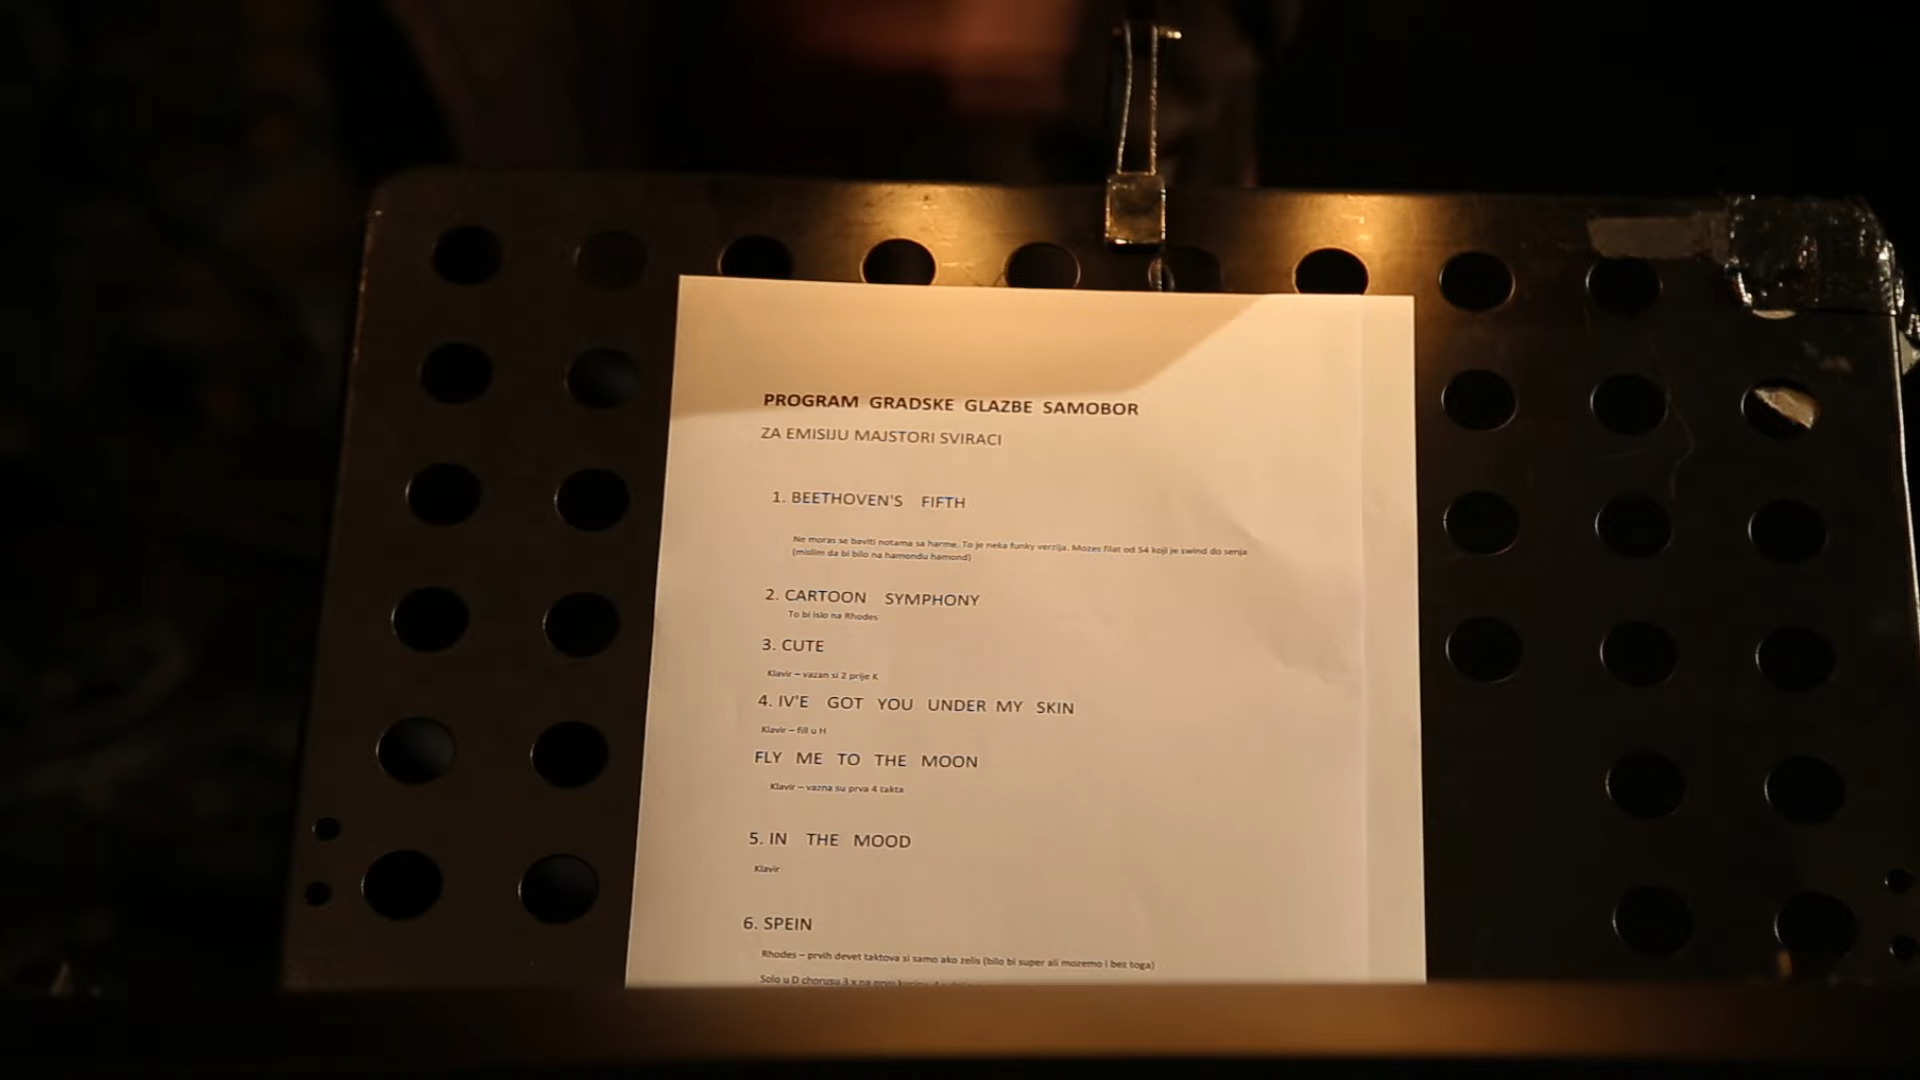 PROGRAM GRADSKE GLAZBE SAMOBOR
ZA EMISIJU MAJSTORI SVIRACI
1. BEETHOVEN'S FIFTH
Ne moras se baviti notama sa harme. To je neka funky verzija. Mozes filat od 54 koji je swind do senja
(mislim da bi bilo na hamondu hamond)
2. CARTOON SYMPHONY
To bi islo na Rhodes
3. CUTE
Klavir – vazan si 2 prije K
4. IV'E GOT YOU UNDER MY SKIN
Klavir – fill u H
FLY ME TO THE MOON
Klavir – vazna su prva 4 takta
5. IN THE MOOD
Klavir
6. SPEIN
Rhodes – prvih devet taktova si samo ako zelis (bilo bi super ali mozemo i bez toga)
Solo u D chorusu 3 x na